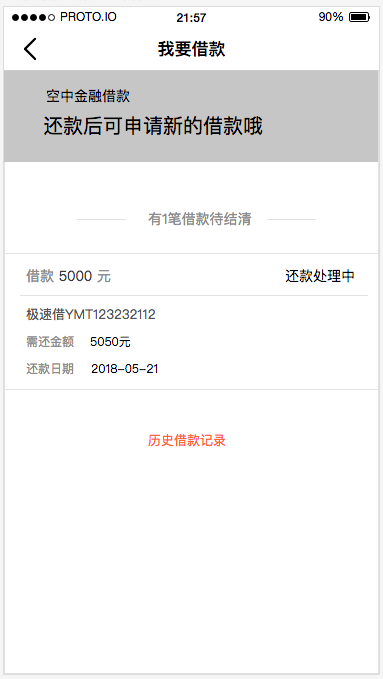 PROTO.IO 21:57 90%
我要借款
空中金融借款
还款后可申请新的借款哦
有1笔借款待结清
借款 5000 元 还款处理中
极速借YMT123232112
需还金额 5050元
还款日期 2018-05-21
历史借款记录